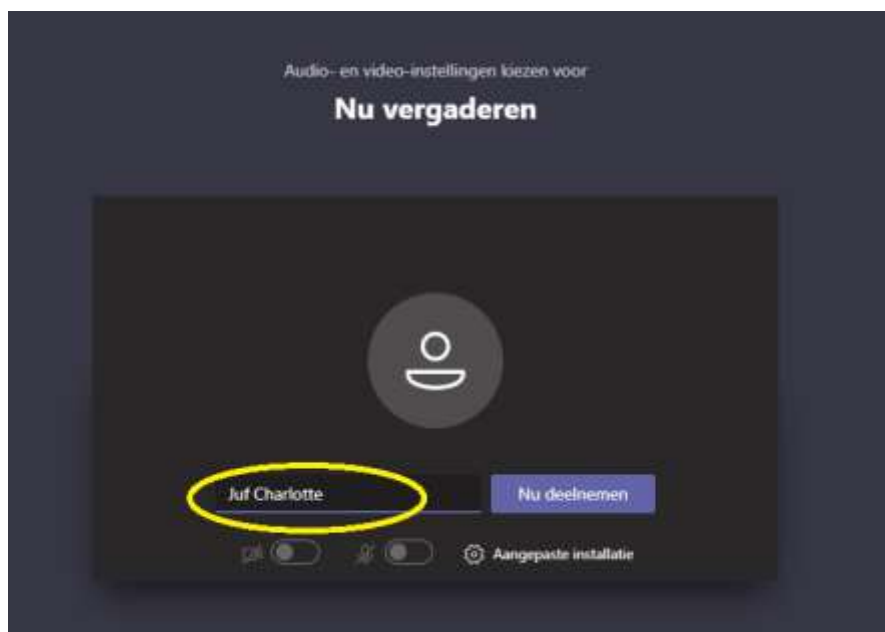 Audio- en video-instellingen kiezen voor
Nu vergaderen
Juf Charlotte
Nu deelnemen
Aangepaste installatie